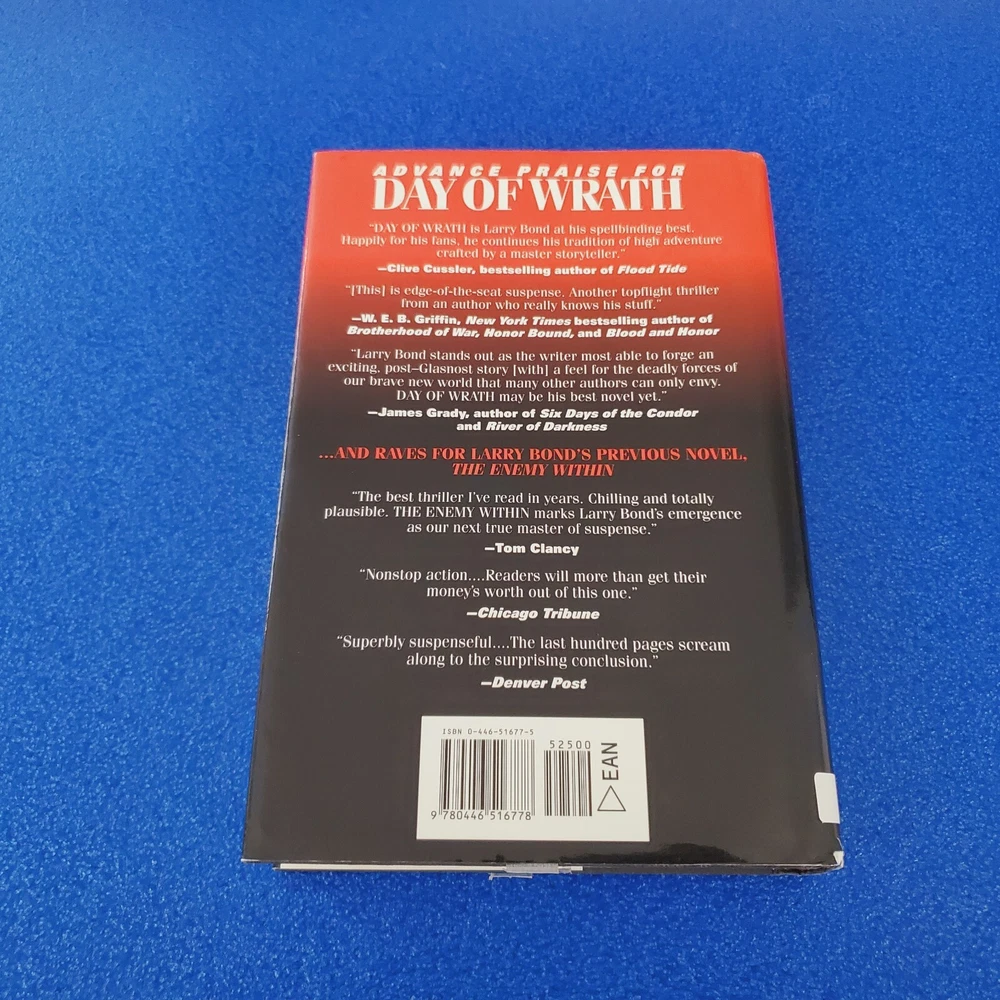 ADVANCE PRAISE FOR
DAY OF WRATH
"DAY OF WRATH is Larry Bond at his spellbinding best.
Happily for his fans, he continues his tradition of high adventure
crafted by a master storyteller."
—Clive Cussler, bestselling author of Flood Tide
"[This] is edge-of-the-seat suspense. Another topflight thriller
from an author who really knows his stuff."
—W. E. B. Griffin, New York Times bestselling author of
Brotherhood of War, Honor Bound, and Blood and Honor
"Larry Bond stands out as the writer most able to forge an
exciting, post–Glasnost story [with] a feel for the deadly forces of
our brave new world that many other authors can only envy.
DAY OF WRATH may be his best novel yet."
—James Grady, author of Six Days of the Condor
and River of Darkness
...AND RAVES FOR LARRY BOND'S PREVIOUS NOVEL,
THE ENEMY WITHIN
"The best thriller I've read in years. Chilling and totally
plausible. THE ENEMY WITHIN marks Larry Bond's emergence
as our next true master of suspense."
—Tom Clancy
"Nonstop action....Readers will more than get their
money's worth out of this one."
—Chicago Tribune
"Superbly suspenseful....The last hundred pages scream
along to the surprising conclusion."
—Denver Post
ISBN 0-446-51677-5
52500
EAN
9 780446 516778